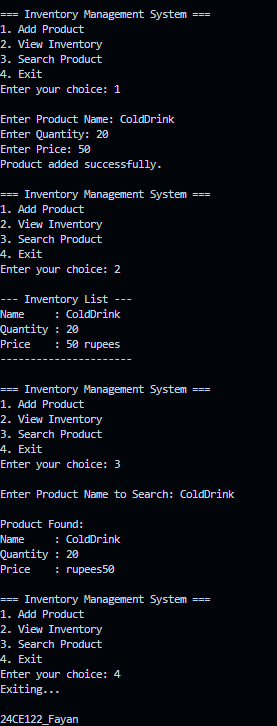 === Inventory Management System ===
1. Add Product
2. View Inventory
3. Search Product
4. Exit
Enter your choice: 1
Enter Product Name: ColdDrink
Enter Quantity: 20
Enter Price: 50
Product added successfully.
=== Inventory Management System ===
1. Add Product
2. View Inventory
3. Search Product
4. Exit
Enter your choice: 2
--- Inventory List ---
Name     : ColdDrink
Quantity : 20
Price    : 50 rupees
----------------------
=== Inventory Management System ===
1. Add Product
2. View Inventory
3. Search Product
4. Exit
Enter your choice: 3
Enter Product Name to Search: ColdDrink
Product Found:
Name     : ColdDrink
Quantity : 20
Price    : rupees50
=== Inventory Management System ===
1. Add Product
2. View Inventory
3. Search Product
4. Exit
Enter your choice: 4
Exiting...
24CE122_Fayan